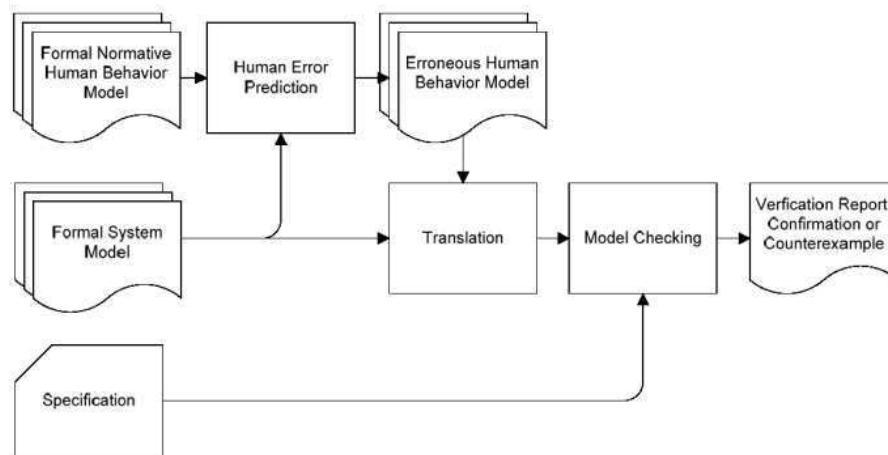 Formal Normative
Human Behavior
Model
Human Error
Prediction
Erroneous Human
Behavior Model
Formal System
Model
Translation
Model Checking
Verfication Report
Confirmation or
Counterexample
Specification